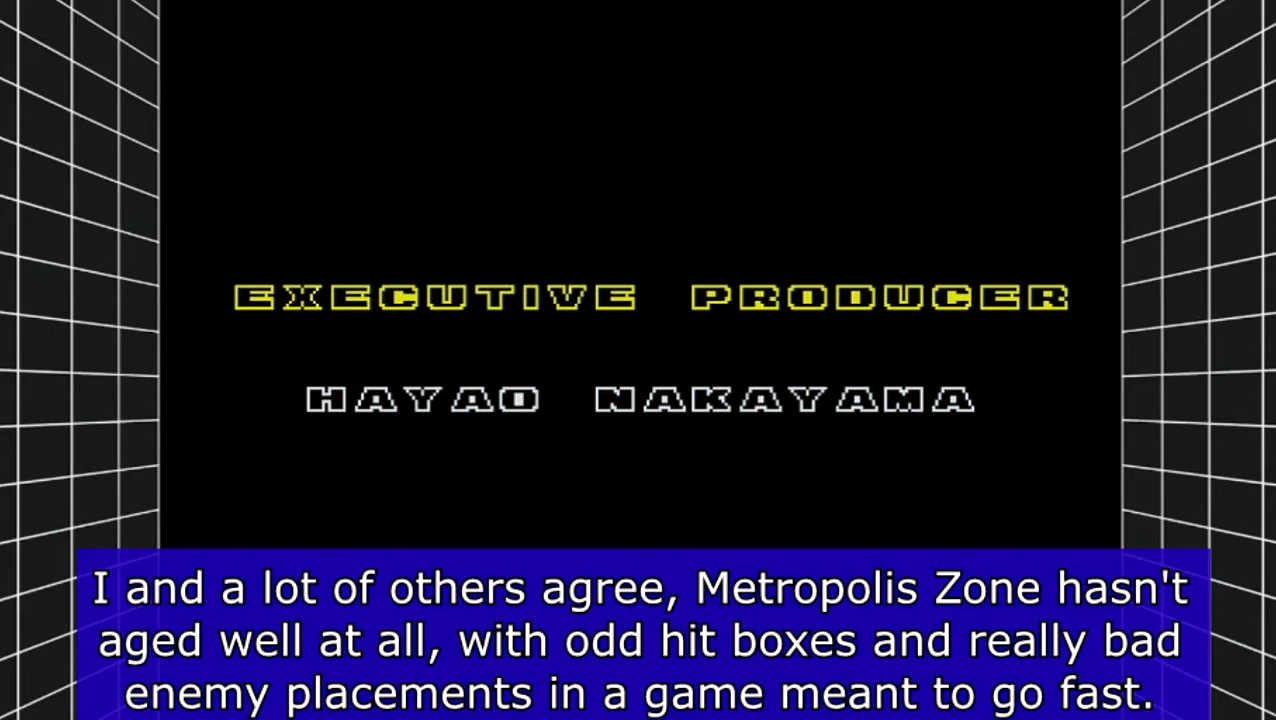 EXECUTIVE PRODUCER
HAYAO NAKAYAMA
I and a lot of others agree, Metropolis Zone hasn't
aged well at all, with odd hit boxes and really bad
enemy placements in a game meant to go fast.